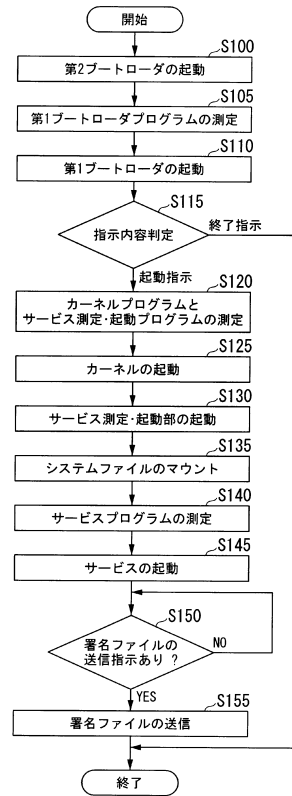 開始
S100
第2ブートローダの起動
S105
第1ブートローダプログラムの測定
S110
第1ブートローダの起動
S115
指示内容判定
終了指示
起動指示
S120
カーネルプログラムと
サービス測定・起動プログラムの測定
S125
カーネルの起動
S130
サービス測定・起動部の起動
S135
システムファイルのマウント
S140
サービスプログラムの測定
S145
サービスの起動
S150
署名ファイルの
送信指示あり？
NO
YES
S155
署名ファイルの送信
終了